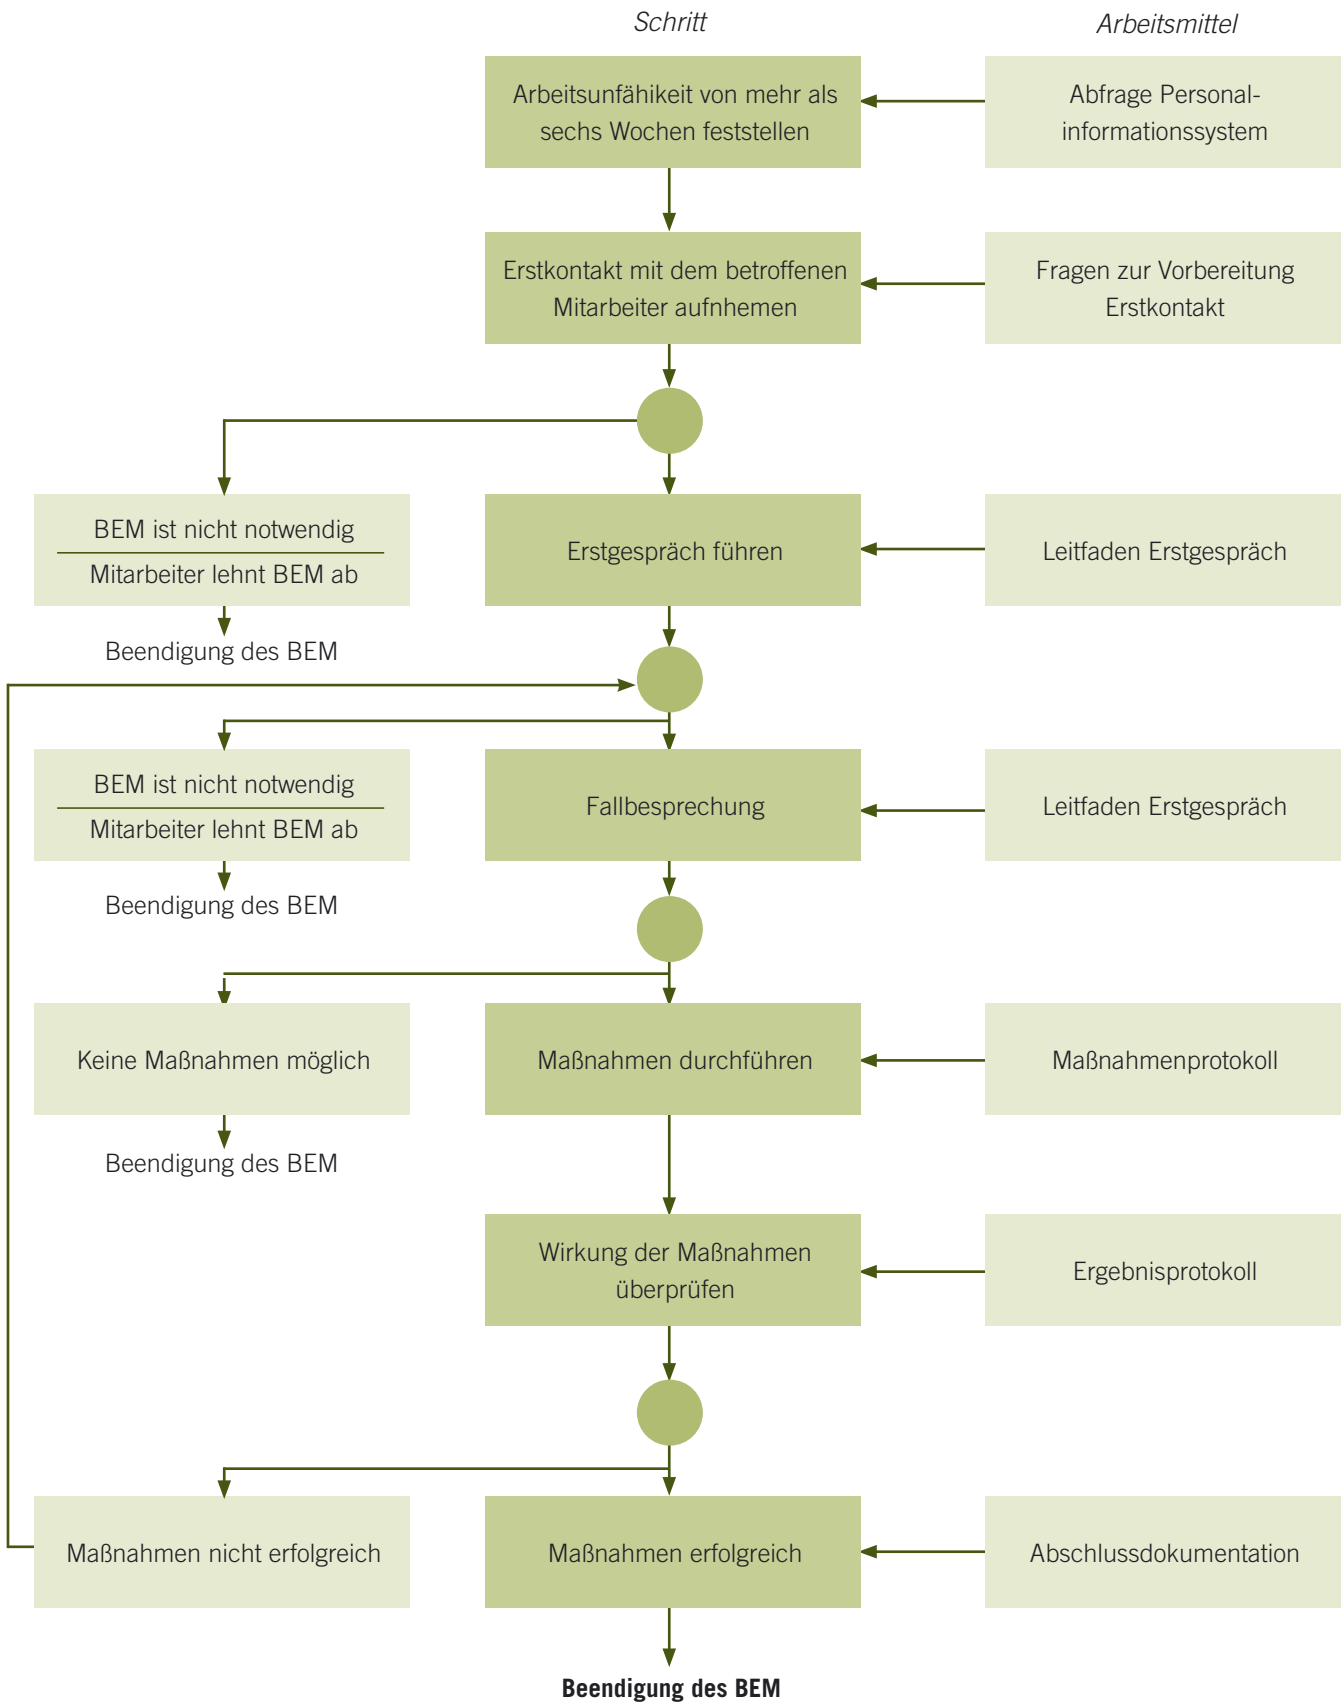 Schritt
Arbeitsmittel
Arbeitsunfähikeit von mehr als
sechs Wochen feststellen
Abfrage Personal-
informationssystem
Erstkontakt mit dem betroffenen
Mitarbeiter aufnhemen
Fragen zur Vorbereitung
Erstkontakt
BEM ist nicht notwendig
Mitarbeiter lehnt BEM ab
Erstgespräch führen
Leitfaden Erstgespräch
Beendigung des BEM
BEM ist nicht notwendig
Mitarbeiter lehnt BEM ab
Fallbesprechung
Leitfaden Erstgespräch
Beendigung des BEM
Keine Maßnahmen möglich
Maßnahmen durchführen
Maßnahmenprotokoll
Beendigung des BEM
Wirkung der Maßnahmen
überprüfen
Ergebnisprotokoll
Maßnahmen nicht erfolgreich
Maßnahmen erfolgreich
Abschlussdokumentation
Beendigung des BEM